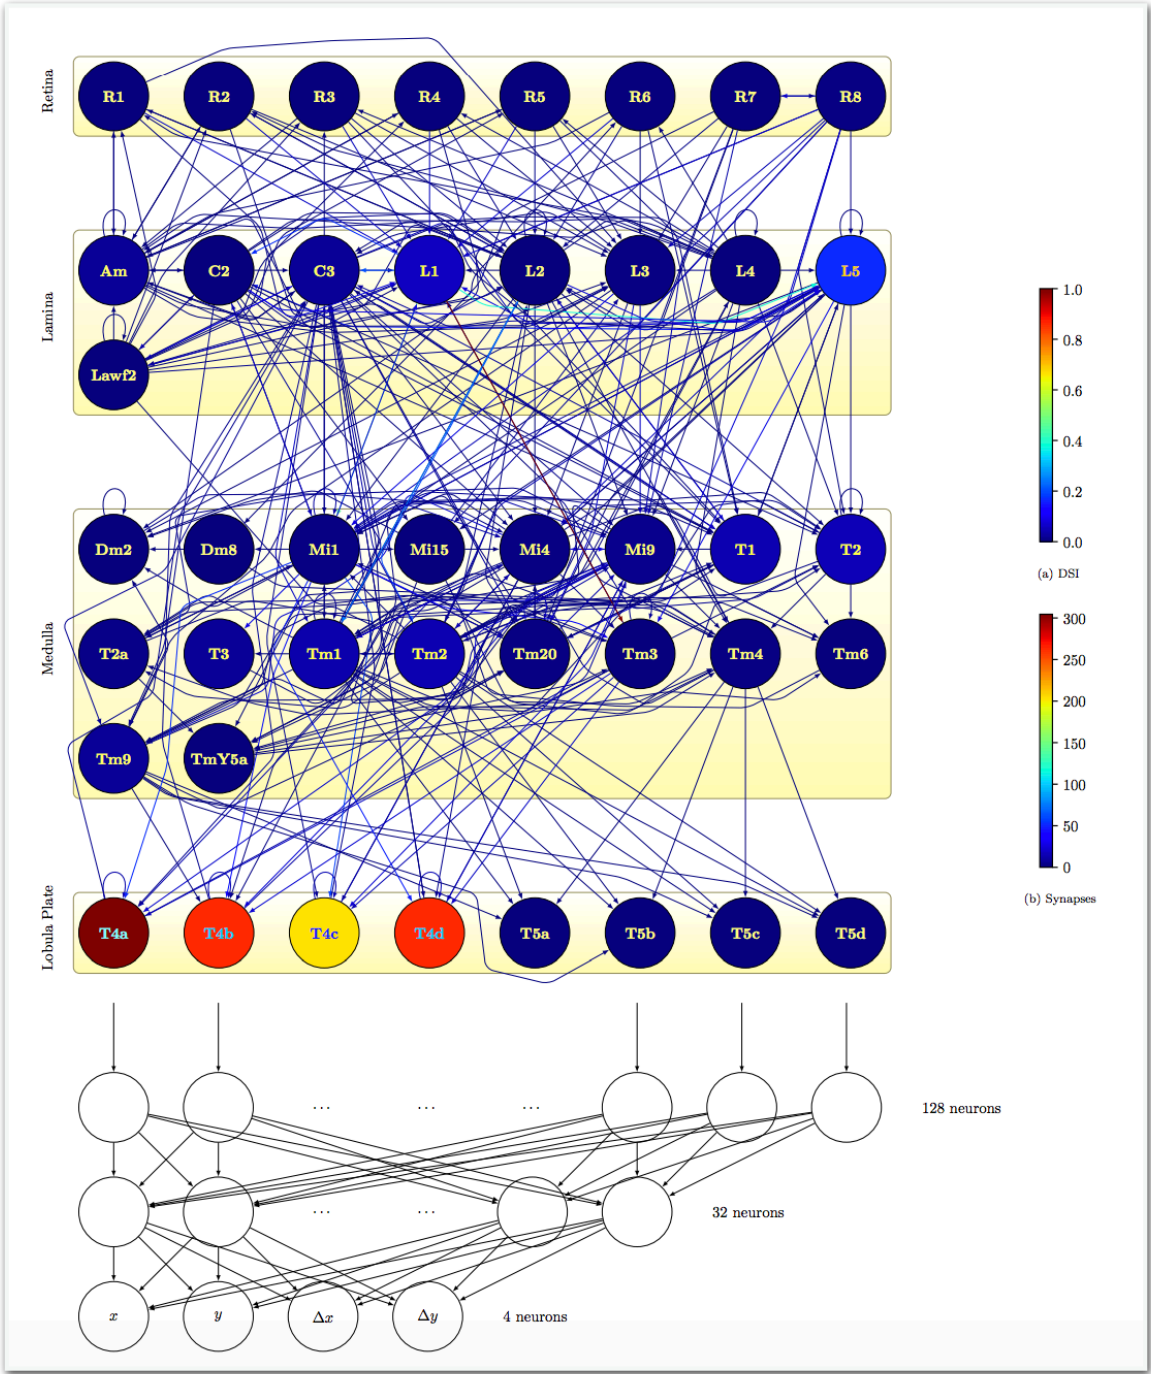 Retina
R1 R2 R3 R4 R5 R6 R7 R8
Lamina
Am C2 C3 L1 L2 L3 L4 L5
Lawf2
Medulla
Dm2 Dm8 Mi1 Mi15 Mi4 Mi9 T1 T2
T2a T3 Tm1 Tm2 Tm20 Tm3 Tm4 Tm6
Tm9 TmY5a
Lobula Plate
T4a T4b T4c T4d T5a T5b T5c T5d
1.0
0.8
0.6
0.4
0.2
0.0
(a) DSI
300
250
200
150
100
50
0
(b) Synapses
... ... ... 128 neurons
... ... 32 neurons
x y Δx Δy 4 neurons